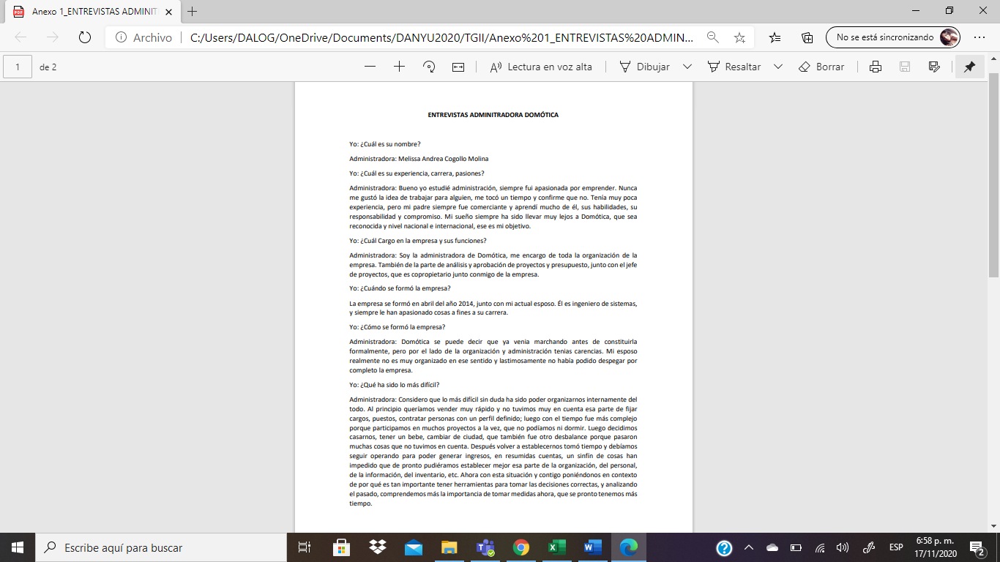 Anexo 1_ENTREVISTAS ADMINIT
Archivo
C:/Users/DALOG/OneDrive/Documents/DANYU2020/TGII/Anexo%201_ENTREVISTAS%20ADMIN...
No se está sincronizando
1
de 2
Lectura en voz alta
Dibujar
Resaltar
Borrar
ENTREVISTAS ADMINITRADORA DOMÓTICA
Yo: ¿Cuál es su nombre?
Administradora: Melissa Andrea Cogollo Molina
Yo: ¿Cuál es su experiencia, carrera, pasiones?
Administradora: Bueno yo estudié administración, siempre fui apasionada por emprender. Nunca
me gustó la idea de trabajar para alguien, me tocó un tiempo y confirme que no. Tenía muy poca
experiencia, pero mi padre siempre fue comerciante y aprendí mucho de él, sus habilidades, su
responsabilidad y compromiso. Mi sueño siempre ha sido llevar muy lejos a Domótica, que sea
reconocida y nivel nacional e internacional, ese es mi objetivo.
Yo: ¿Cuál Cargo en la empresa y sus funciones?
Administradora: Soy la administradora de Domótica, me encargo de toda la organización de la
empresa. También de la parte de análisis y aprobación de proyectos y presupuesto, junto con el jefe
de proyectos, que es copropietario junto conmigo de la empresa.
Yo: ¿Cuándo se formó la empresa?
La empresa se formó en abril del año 2014, junto con mi actual esposo. Él es ingeniero de sistemas,
y siempre le han apasionado cosas a fines a su carrera.
Yo: ¿Cómo se formó la empresa?
Administradora: Domótica se puede decir que ya venia marchando antes de constituirla
formalmente, pero por el lado de la organización y administración tenias carencias. Mi esposo
realmente no es muy organizado en ese sentido y lastimosamente no había podido despegar por
completo la empresa.
Yo: ¿Qué ha sido lo más difícil?
Administradora: Considero que lo más difícil sin duda ha sido poder organizarnos internamente del
todo. Al principio queríamos vender muy rápido y no tuvimos muy en cuenta esa parte de fijar
cargos, puestos, contratar personas con un perfil definido; luego con el tiempo fue más complejo
porque participamos en muchos proyectos a la vez, que no podíamos ni dormir. Luego decidimos
casarnos, tener un bebe, cambiar de ciudad, que también fue otro desbalance porque pasaron
muchas cosas que no tuvimos en cuenta. Después volver a establecernos tomó tiempo y debíamos
seguir operando para poder generar ingresos, en resumidas cuentas, un sinfín de cosas han
impedido que de pronto pudiéramos establecer mejor esa parte de la organización, del personal,
de la información, del inventario, etc. Ahora con esta situación y contigo poniéndonos en contexto
de por qué es tan importante tener herramientas para tomar las decisiones correctas, y analizando
el pasado, comprendemos más la importancia de tomar medidas ahora, que se pronto tenemos más
tiempo.
Escribe aquí para buscar
ESP
6:58 p. m.
17/11/2020
2